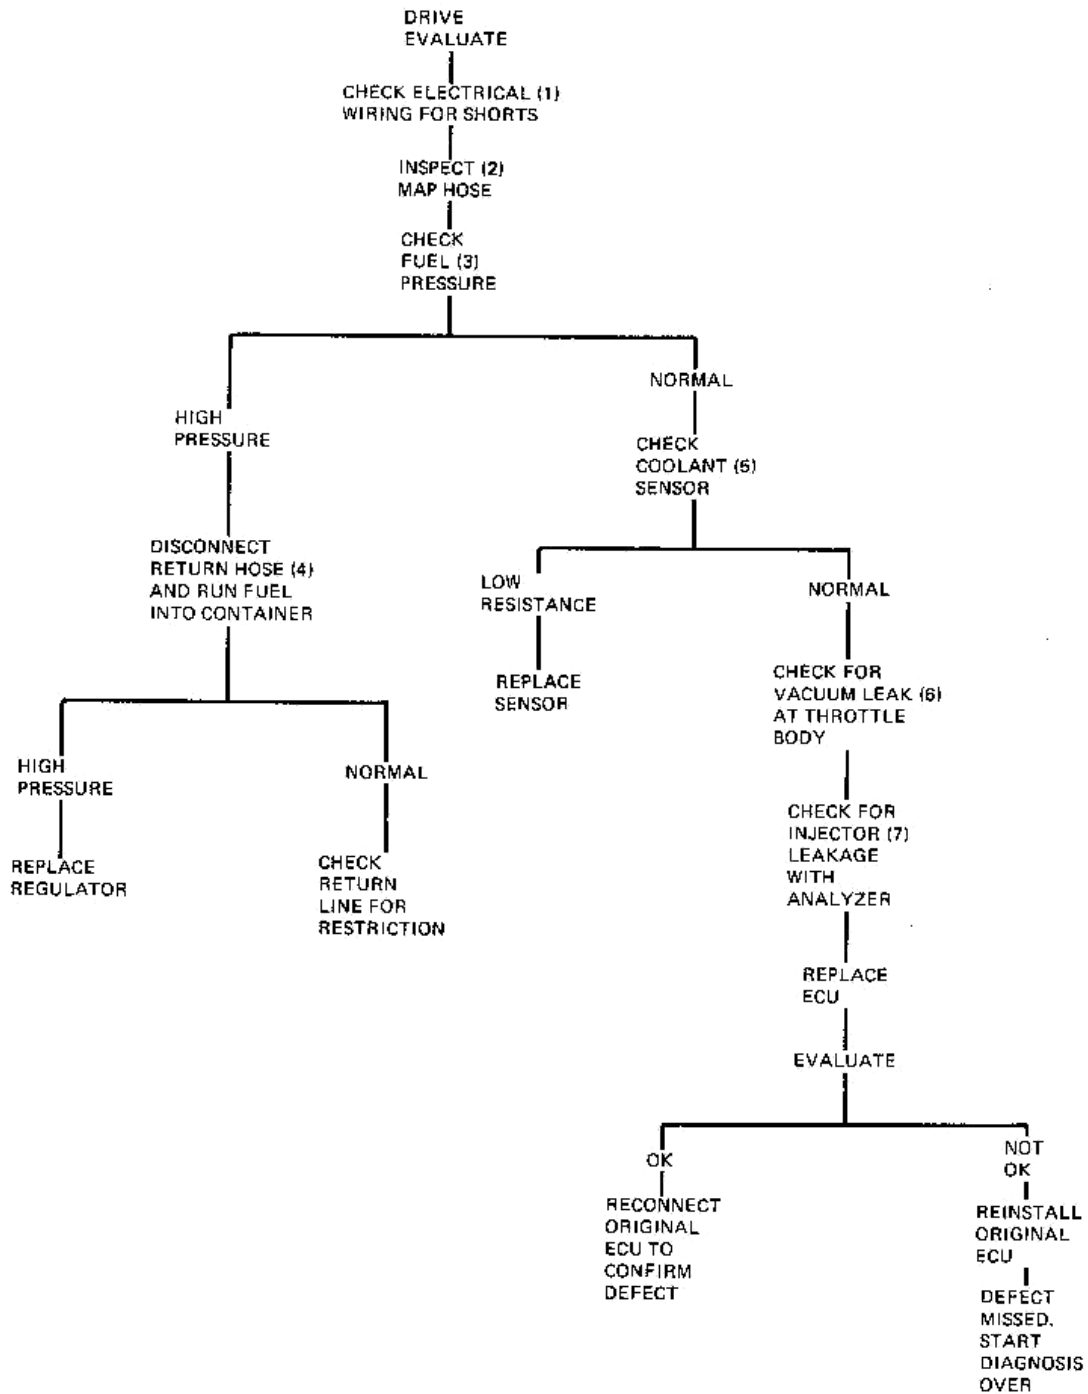 DRIVE
EVALUATE
CHECK ELECTRICAL (1)
WIRING FOR SHORTS
INSPECT (2)
MAP HOSE
CHECK
FUEL (3)
PRESSURE
HIGH
PRESSURE
DISCONNECT
RETURN HOSE (4)
AND RUN FUEL
INTO CONTAINER
HIGH
PRESSURE
REPLACE
REGULATOR
NORMAL
CHECK
RETURN
LINE FOR
RESTRICTION
NORMAL
CHECK
COOLANT (5)
SENSOR
LOW
RESISTANCE
REPLACE
SENSOR
NORMAL
CHECK FOR
VACUUM LEAK (6)
AT THROTTLE
BODY
CHECK FOR
INJECTOR (7)
LEAKAGE
WITH
ANALYZER
REPLACE
ECU
EVALUATE
OK
RECONNECT
ORIGINAL
ECU TO
CONFIRM
DEFECT
NOT
OK
REINSTALL
ORIGINAL
ECU
DEFECT
MISSED.
START
DIAGNOSIS
OVER